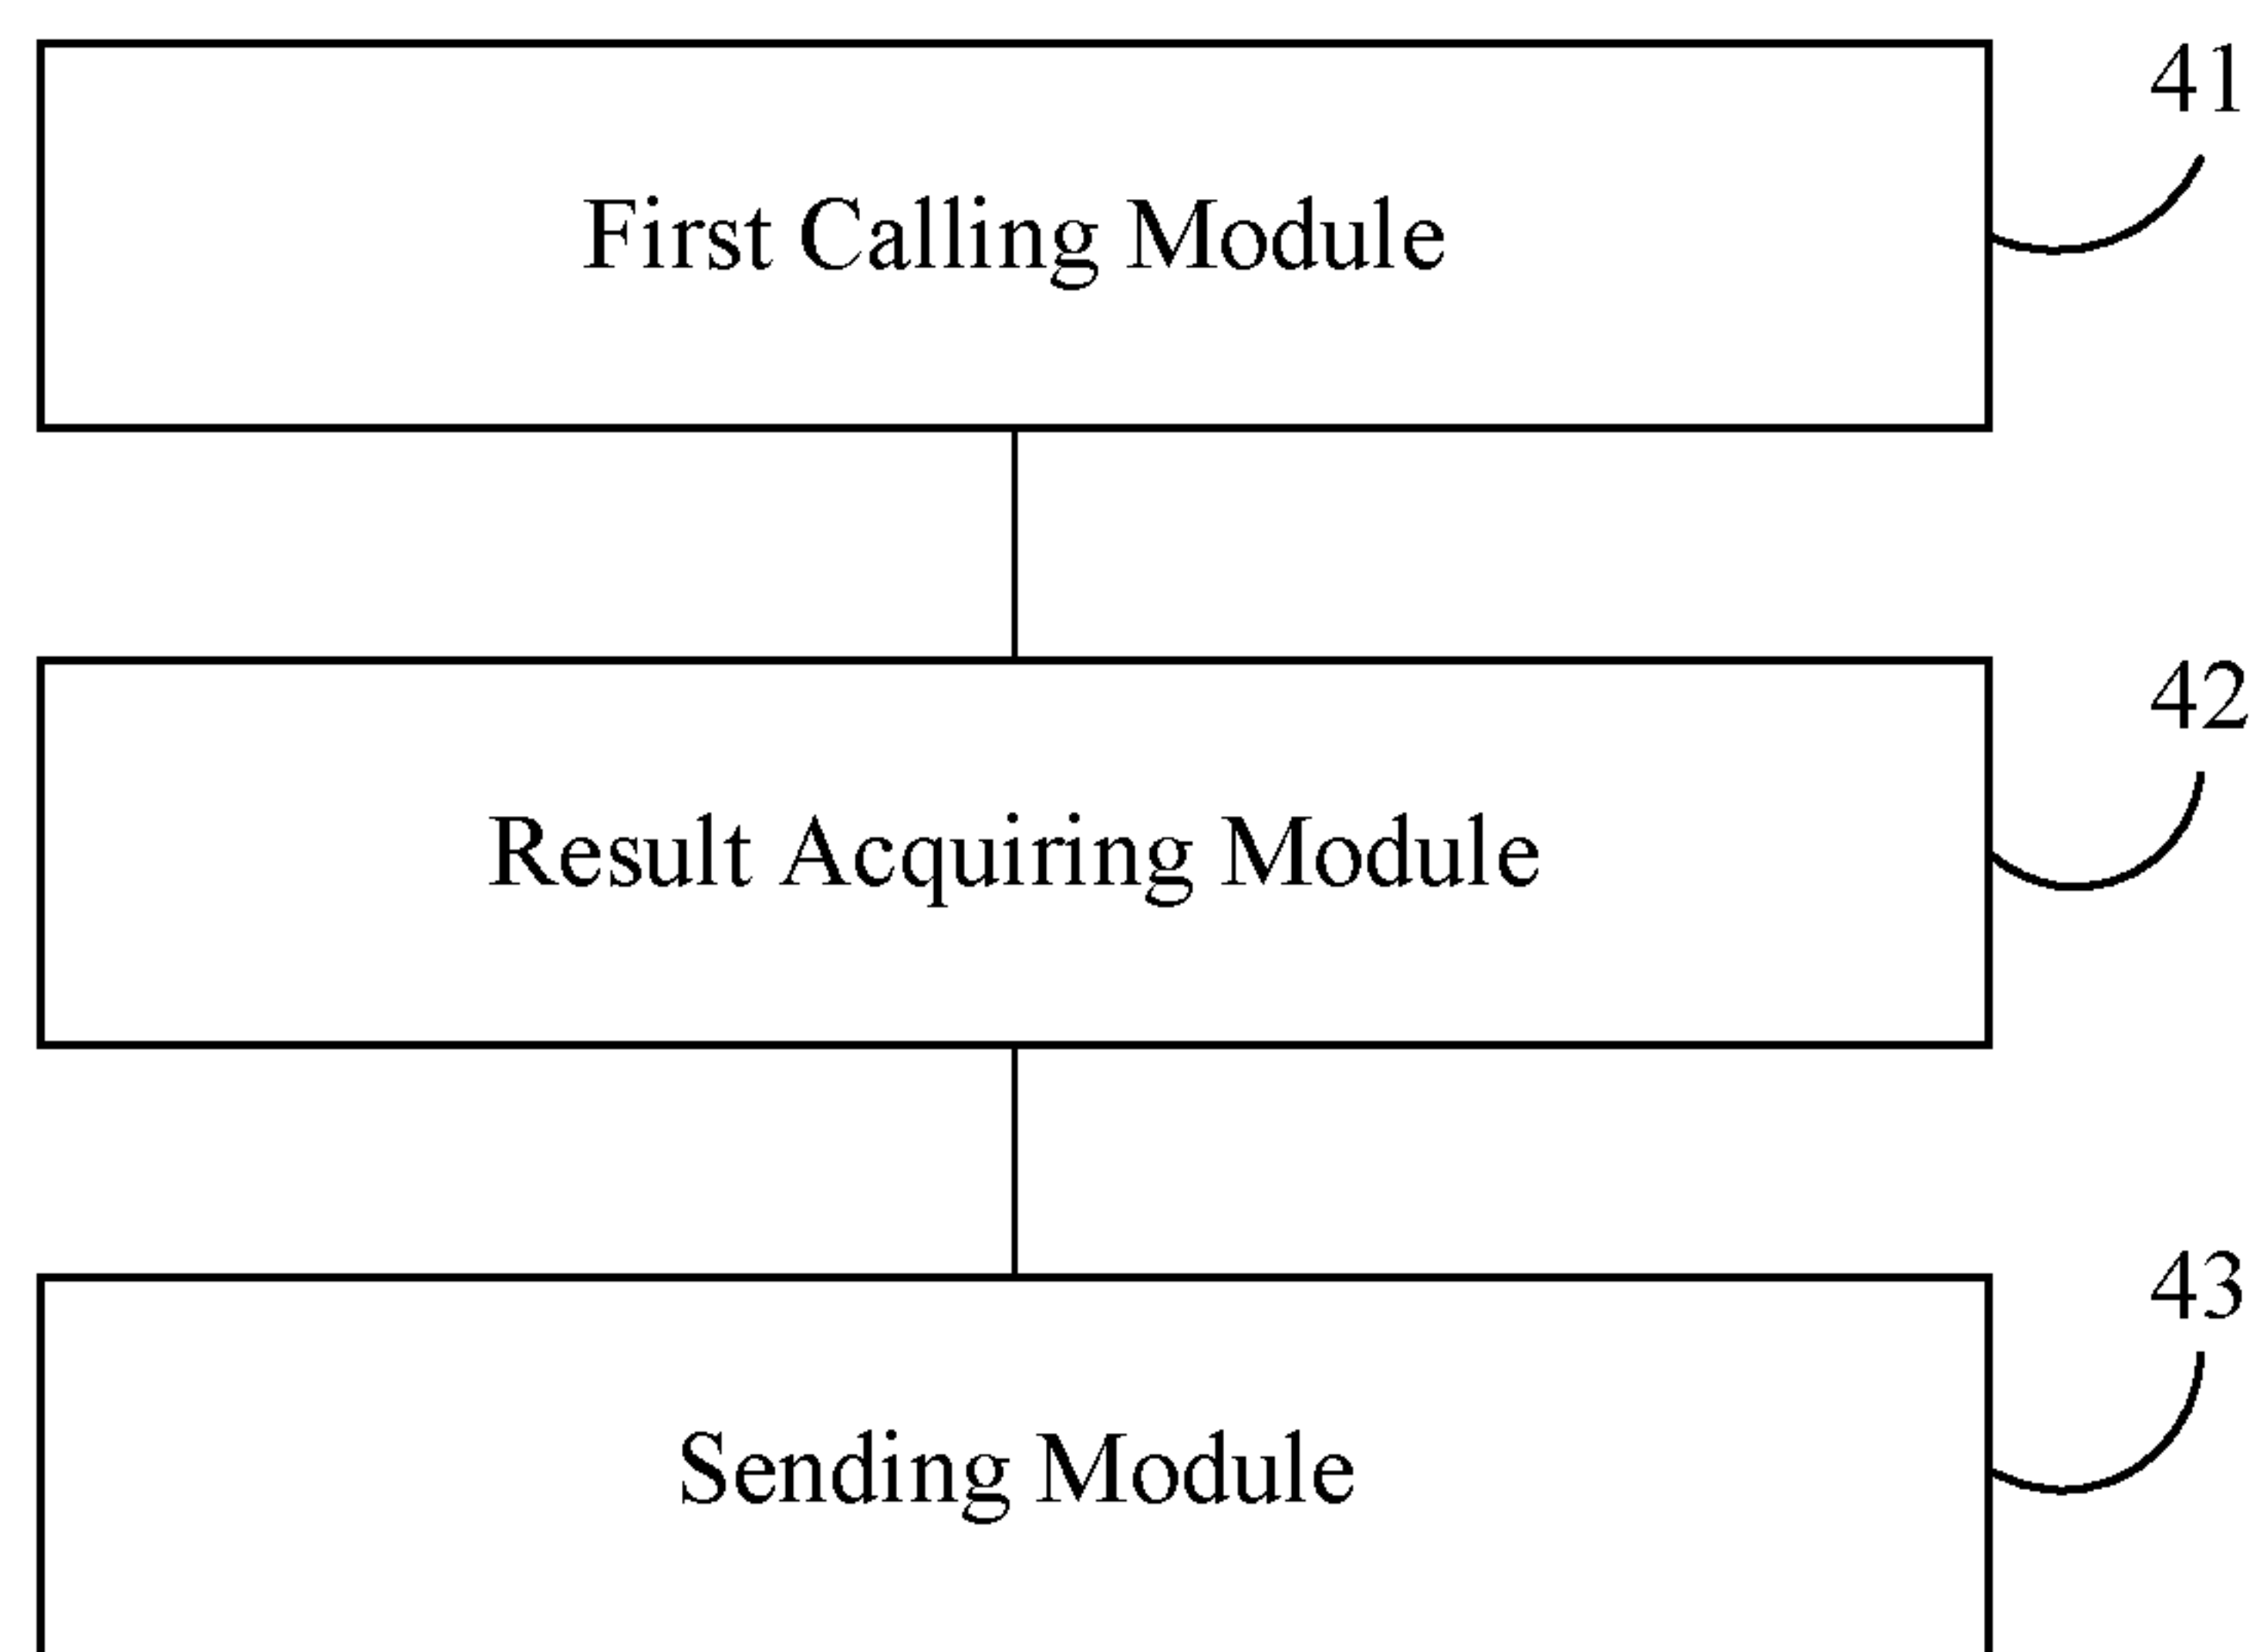 41
First Calling Module
42
Result Acquiring Module
43
Sending Module